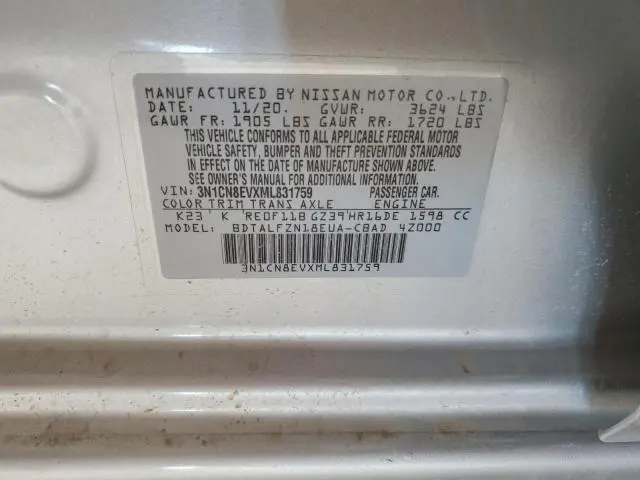 MANUFACTURED BY NISSAN MOTOR CO.,LTD.
DATE: 11/20. GVWR: 3624 LBS
GAWR FR: 1905 LBS GAWR RR: 1720 LBS
THIS VEHICLE CONFORMS TO ALL APPLICABLE FEDERAL MOTOR
VEHICLE SAFETY, BUMPER AND THEFT PREVENTION STANDARDS
IN EFFECT ON THE DATE OF MANUFACTURE SHOWN ABOVE.
SEE OWNER'S MANUAL FOR ADDITIONAL INFORMATION.
VIN: 3N1CN8EVXML831759 PASSENGER CAR.
COLOR TRIM TRANS AXLE ENGINE
K23 K RE0F11B GZ39 HR16DE 1598 CC
MODEL: BDTALFZN18EUA-CBAD 4Z000
3N1CN8EVXML831759